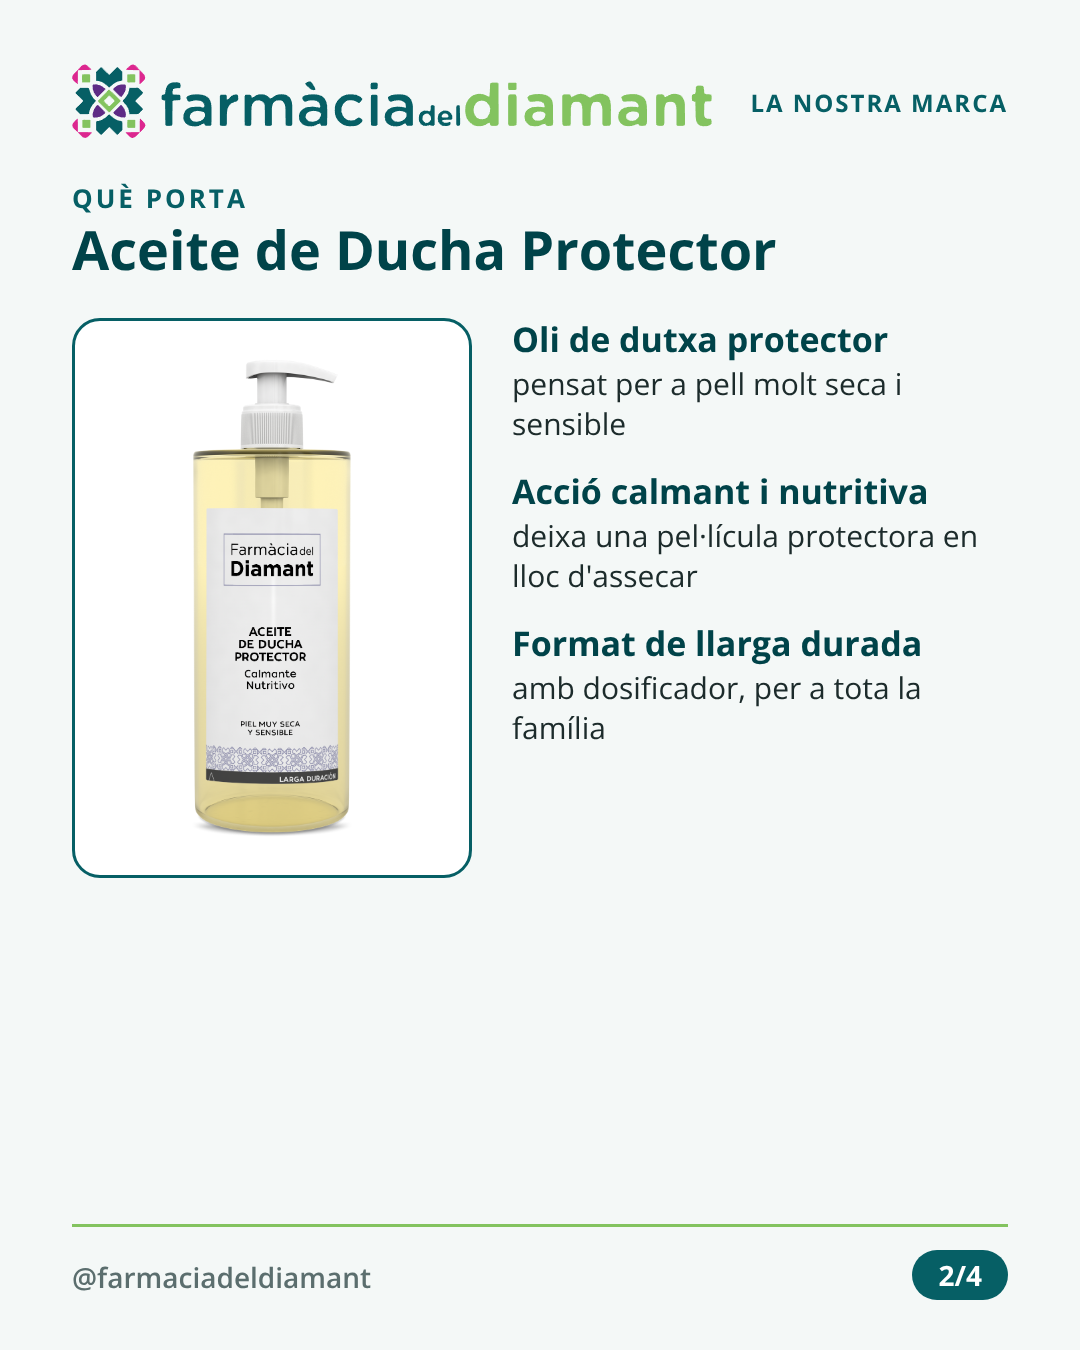 farmàciadeldiamant
LA NOSTRA MARCA
QUÈ PORTA
Aceite de Ducha Protector
Farmàcia del
Diamant
ACEITE
DE DUCHA
PROTECTOR
Calmante
Nutritivo
PIEL MUY SECA
Y SENSIBLE
LARGA DURACIÓN
Oli de dutxa protector
pensat per a pell molt seca i
sensible
Acció calmant i nutritiva
deixa una pel·lícula protectora en
lloc d'assecar
Format de llarga durada
amb dosificador, per a tota la
família
@farmaciadeldiamant
2/4